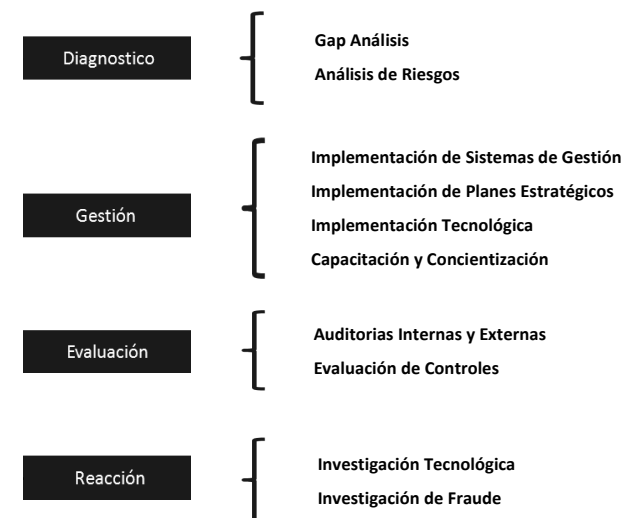 Diagnostico
Gap Análisis
Análisis de Riesgos
Gestión
Implementación de Sistemas de Gestión
Implementación de Planes Estratégicos
Implementación Tecnológica
Capacitación y Concientización
Evaluación
Auditorias Internas y Externas
Evaluación de Controles
Reacción
Investigación Tecnológica
Investigación de Fraude